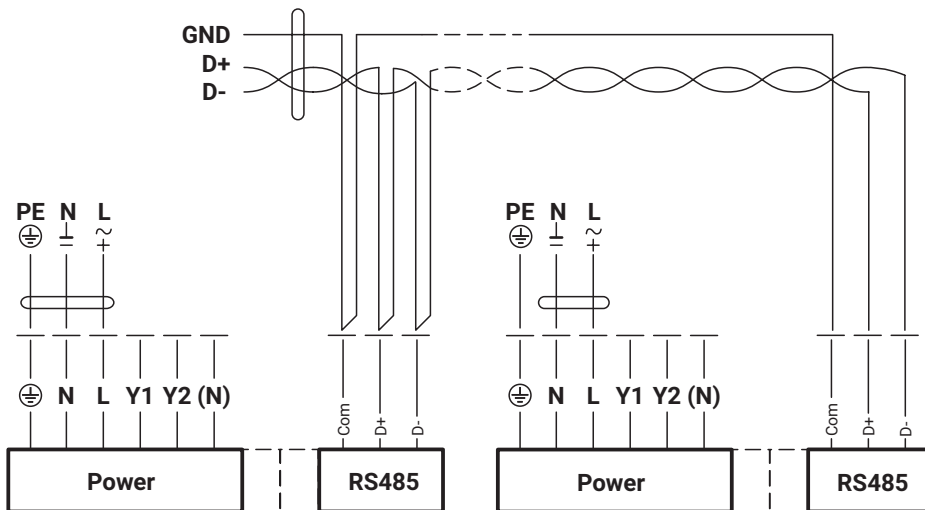 GND
D+
D-
PE N L PE N L
N L Y1 Y2 (N) Com D+ D- N L Y1 Y2 (N) Com D+ D-
Power RS485 Power RS485